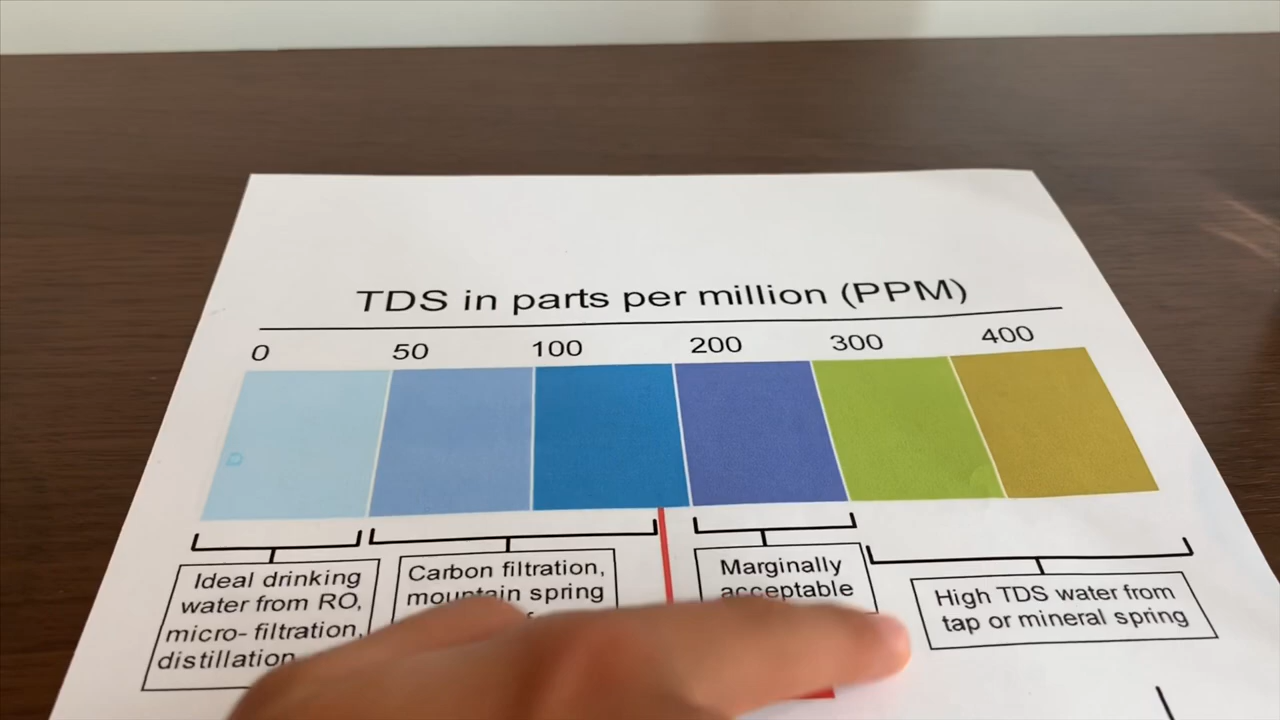 TDS in parts per million (PPM)
0 50 100 200 300 400
Ideal drinking
water from RO,
micro- filtration,
distillation
Carbon filtration,
mountain spring
Marginally
acceptable
High TDS water from
tap or mineral spring